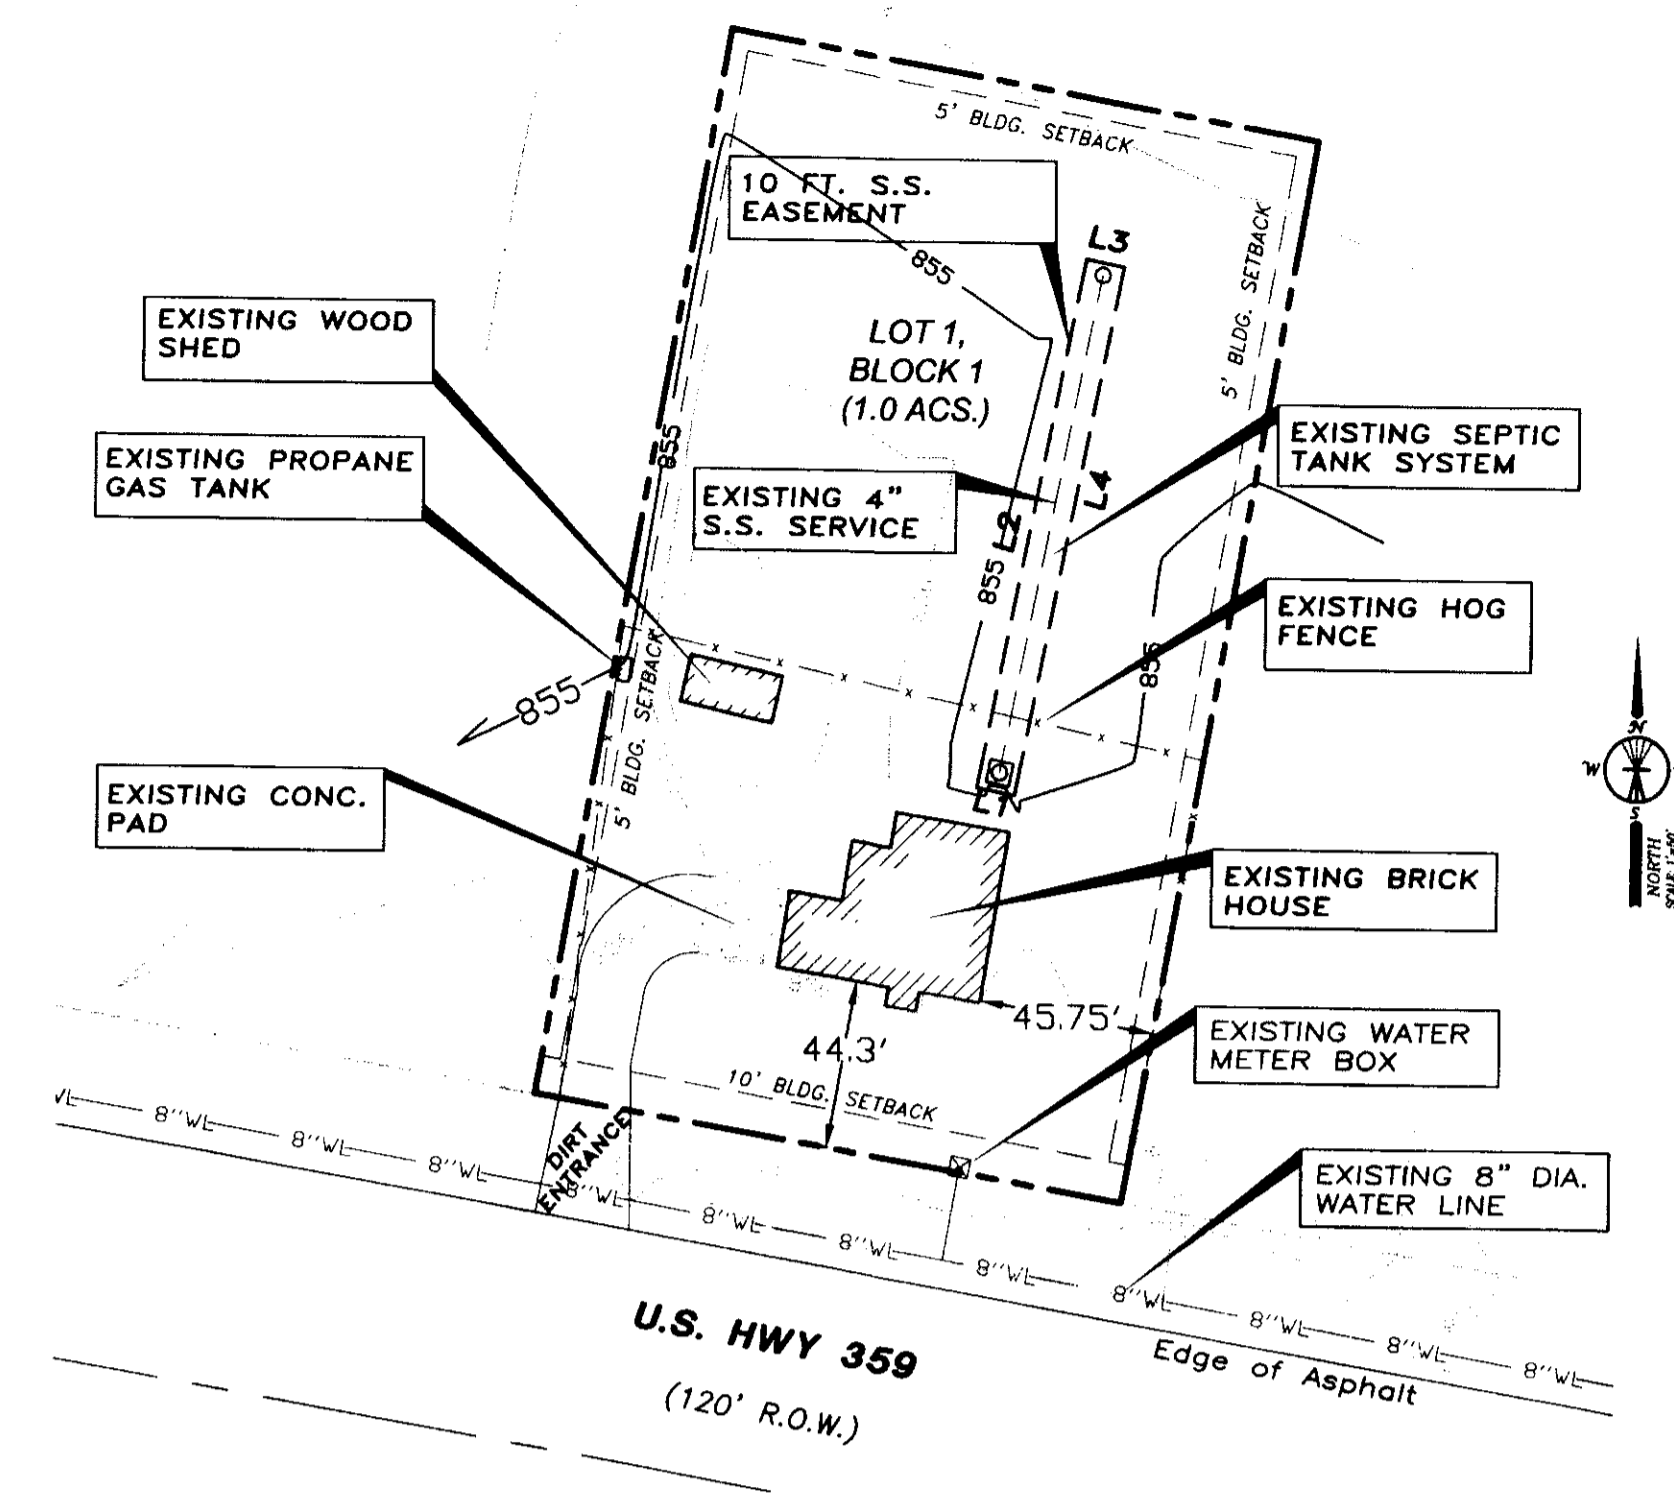 5' BLDG. SETBACK
10 FT. S.S.
EASEMENT
L3
5' BLDG. SETBACK
855
EXISTING WOOD
SHED
LOT 1,
BLOCK 1
(1.0 ACS.)
855
EXISTING PROPANE
GAS TANK
EXISTING SEPTIC
TANK SYSTEM
EXISTING 4"
S.S. SERVICE
L4
L2
855
EXISTING HOG
FENCE
855
855
5' BLDG. SETBACK
N
W
S
NORTH
EXISTING CONC.
PAD
EXISTING BRICK
HOUSE
45.75'
44.3'
EXISTING WATER
METER BOX
10' BLDG. SETBACK
DIRT
ENTRANCE
8"WL
8"WL
8"WL
8"WL
8"WL
8"WL
8"WL
8"WL
8"WL
8"WL
8"WL
EXISTING 8" DIA.
WATER LINE
U.S. HWY 359
(120' R.O.W.)
Edge of Asphalt